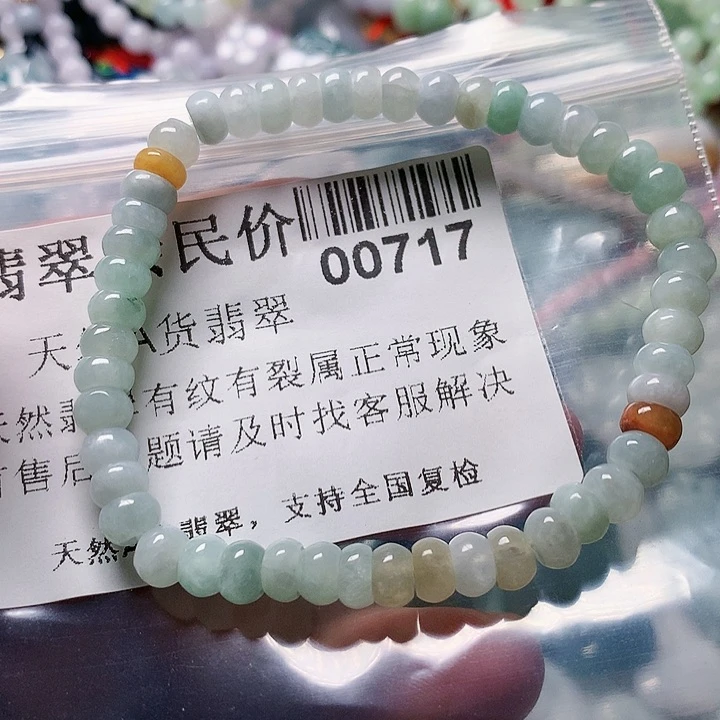 翡翠 民价
00717
天 A货翡翠
天然翡 有纹有裂属正常现象
售后 题请及时找客服解决
天然 翡翠，支持全国复检